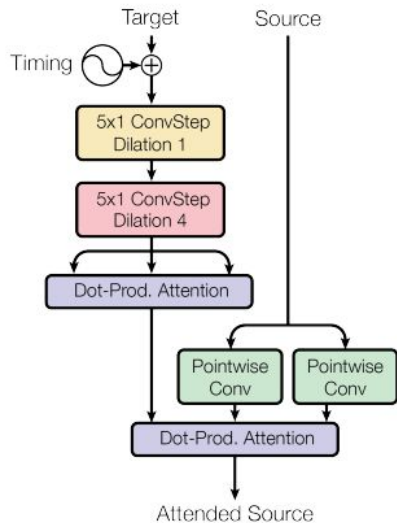 Target
Source
Timing
5x1 ConvStep
Dilation 1
5x1 ConvStep
Dilation 4
Dot-Prod. Attention
Pointwise
Conv
Pointwise
Conv
Dot-Prod. Attention
Attended Source